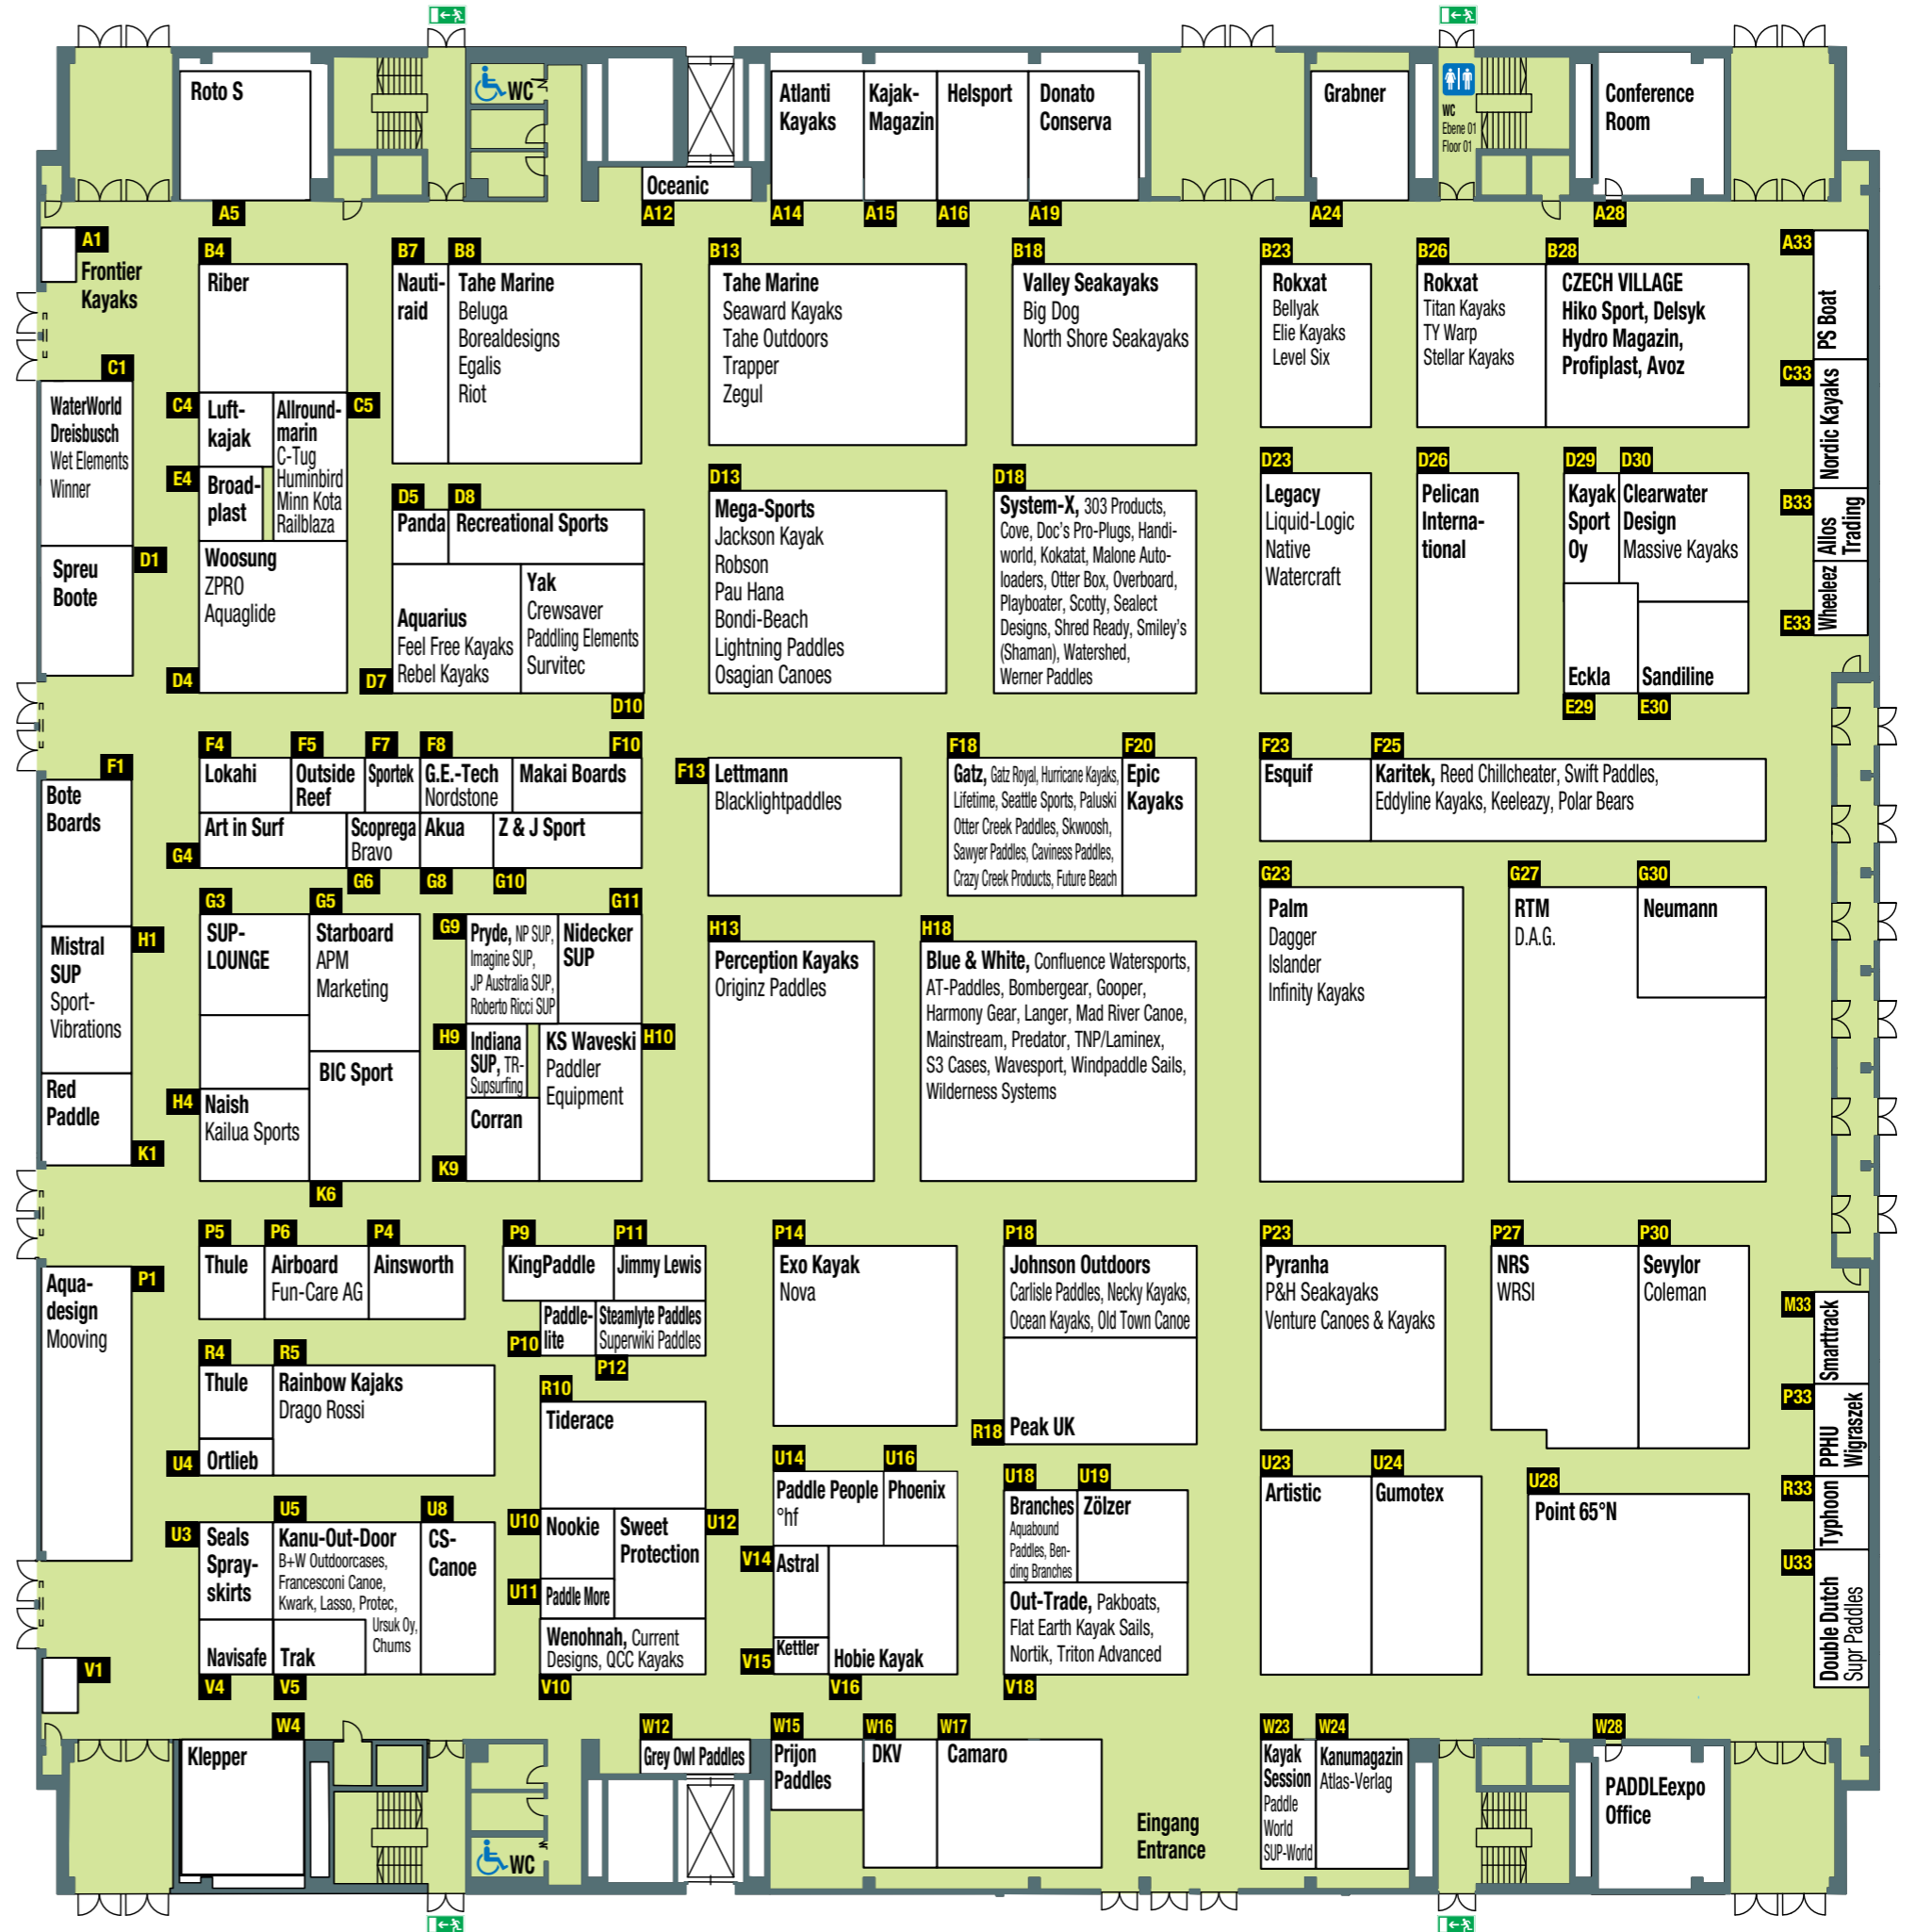 WC
Roto S
A5
Oceanic
A12
Atlanti
Kayaks
A14
Kajak-
Magazin
A15
Helsport
A16
Donato
Conserva
A19
Grabner
A24
WC
Ebene 01
Floor 01
Conference
Room
A28
A1
Frontier
Kayaks
B4
Riber
B7
Nauti-
raid
B8
Tahe Marine
Beluga
Borealdesigns
Egalis
Riot
B13
Tahe Marine
Seaward Kayaks
Tahe Outdoors
Trapper
Zegul
B18
Valley Seakayaks
Big Dog
North Shore Seakayaks
B23
Rokxat
Bellyak
Elie Kayaks
Level Six
B26
Rokxat
Titan Kayaks
TY Warp
Stellar Kayaks
B28
CZECH VILLAGE
Hiko Sport, Delsyk
Hydro Magazin,
Profiplast, Avoz
A33
PS Boat
C33
Nordic Kayaks
B33
Allos
Trading
Wheeleez
E33
C1
WaterWorld
Dreisbusch
Wet Elements
Winner
D1
Spreu
Boote
C4
Luft-
kajak
C5
Allround-
marin
C-Tug
Huminbird
Minn Kota
Railblaza
E4
Broad-
plast
Woosung
ZPRO
Aquaglide
D4
D5
Panda
D8
Recreational Sports
Aquarius
Feel Free Kayaks
Rebel Kayaks
D7
Yak
Crewsaver
Paddling Elements
Survitec
D10
D13
Mega-Sports
Jackson Kayak
Robson
Pau Hana
Bondi-Beach
Lightning Paddles
Osagian Canoes
D18
System-X, 303 Products,
Cove, Doc's Pro-Plugs, Handi-
world, Kokatat, Malone Auto-
loaders, Otter Box, Overboard,
Playboater, Scotty, Sealect
Designs, Shred Ready, Smiley's
(Shaman), Watershed,
Werner Paddles
D23
Legacy
Liquid-Logic
Native
Watercraft
D26
Pelican
Interna-
tional
D29
Kayak
Sport
Oy
D30
Clearwater
Design
Massive Kayaks
Eckla
E29
Sandiline
E30
F1
Bote
Boards
H1
Mistral
SUP
Sport-
Vibrations
Red
Paddle
K1
F4
Lokahi
F5
Outside
Reef
F7
Sportek
F8
G.E.-Tech
Nordstone
F10
Makai Boards
Art in Surf
G4
Scoprega
Bravo
G6
Akua
G8
Z & J Sport
G10
F13
Lettmann
Blacklightpaddles
F18
Gatz, Gatz Royal, Hurricane Kayaks,
Lifetime, Seattle Sports, Paluski
Otter Creek Paddles, Skwoosh,
Sawyer Paddles, Caviness Paddles,
Crazy Creek Products, Future Beach
F20
Epic
Kayaks
F23
Esquif
F25
Karitek, Reed Chillcheater, Swift Paddles,
Eddyline Kayaks, Keeleazy, Polar Bears
G3
SUP-
LOUNGE
G5
Starboard
APM
Marketing
BIC Sport
K6
H4
Naish
Kailua Sports
G9
Pryde, NP SUP,
Imagine SUP,
JP Australia SUP,
Roberto Ricci SUP
G11
Nidecker
SUP
H9
Indiana
SUP, TR-
Supsurfing
H10
KS Waveski
Paddler
Equipment
Corran
K9
H13
Perception Kayaks
Originz Paddles
H18
Blue & White, Confluence Watersports,
AT-Paddles, Bombergear, Gooper,
Harmony Gear, Langer, Mad River Canoe,
Mainstream, Predator, TNP/Laminex,
S3 Cases, Wavesport, Windpaddle Sails,
Wilderness Systems
G23
Palm
Dagger
Islander
Infinity Kayaks
G27
RTM
D.A.G.
G30
Neumann
P1
Aqua-
design
Mooving
P5
Thule
P6
Airboard
Fun-Care AG
P4
Ainsworth
P9
KingPaddle
P11
Jimmy Lewis
Paddle-
lite
P10
Steamlyte Paddles
Superwiki Paddles
P12
P14
Exo Kayak
Nova
P18
Johnson Outdoors
Carlisle Paddles, Necky Kayaks,
Ocean Kayaks, Old Town Canoe
R18
Peak UK
P23
Pyranha
P&H Seakayaks
Venture Canoes & Kayaks
P27
NRS
WRSI
P30
Sevylor
Coleman
M33
Smarttrack
P33
PPHU
Wigraszek
R33
Typhoon
U33
Double Dutch
Supr Paddles
R4
Thule
R5
Rainbow Kajaks
Drago Rossi
U4
Ortlieb
R10
Tiderace
U10
Nookie
U12
Sweet
Protection
U11
Paddle More
Wenohnah, Current
Designs, QCC Kayaks
V10
U3
Seals
Spray-
skirts
U5
Kanu-Out-Door
B+W Outdoorcases,
Francesconi Canoe,
Kwark, Lasso, Protec,
Ursuk Oy,
Chums
U8
CS-
Canoe
Navisafe
V4
Trak
V5
U14
Paddle People
°hf
U16
Phoenix
V14
Astral
V15
Kettler
Hobie Kayak
V16
U18
Branches
Aquabound
Paddles, Ben-
ding Branches
U19
Zölzer
Out-Trade, Pakboats,
Flat Earth Kayak Sails,
Nortik, Triton Advanced
V18
U23
Artistic
U24
Gumotex
U28
Point 65°N
V1
W4
Klepper
WC
W12
Grey Owl Paddles
W15
Prijon
Paddles
W16
DKV
W17
Camaro
Eingang
Entrance
W23
Kayak
Session
Paddle
World
SUP-World
W24
Kanumagazin
Atlas-Verlag
W28
PADDLEexpo
Office